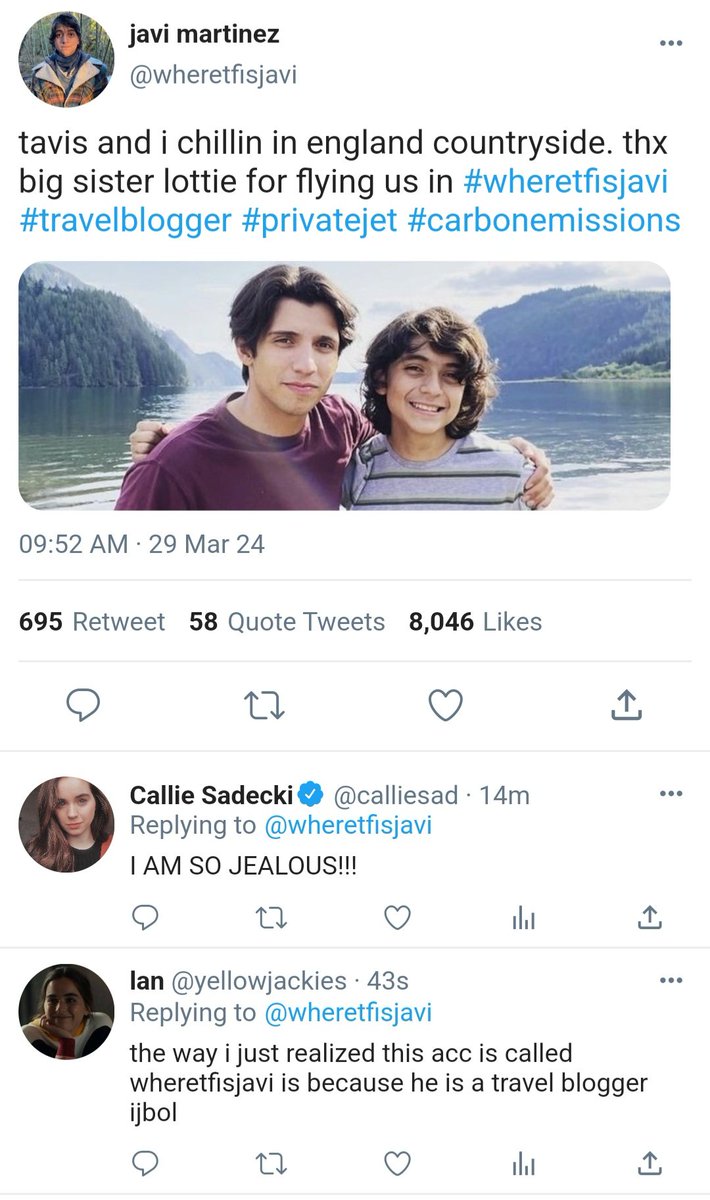 javi martinez
@wheretfisjavi
tavis and i chillin in england countryside. thx
big sister lottie for flying us in #wheretfisjavi
#travelblogger #privatejet #carbonemissions
09:52 AM · 29 Mar 24
695 Retweet 58 Quote Tweets 8,046 Likes
Callie Sadecki @calliesad · 14m
Replying to @wheretfisjavi
I AM SO JEALOUS!!!
lan @yellowjackies · 43s
Replying to @wheretfisjavi
the way i just realized this acc is called
wheretfisjavi is because he is a travel blogger
ijbol